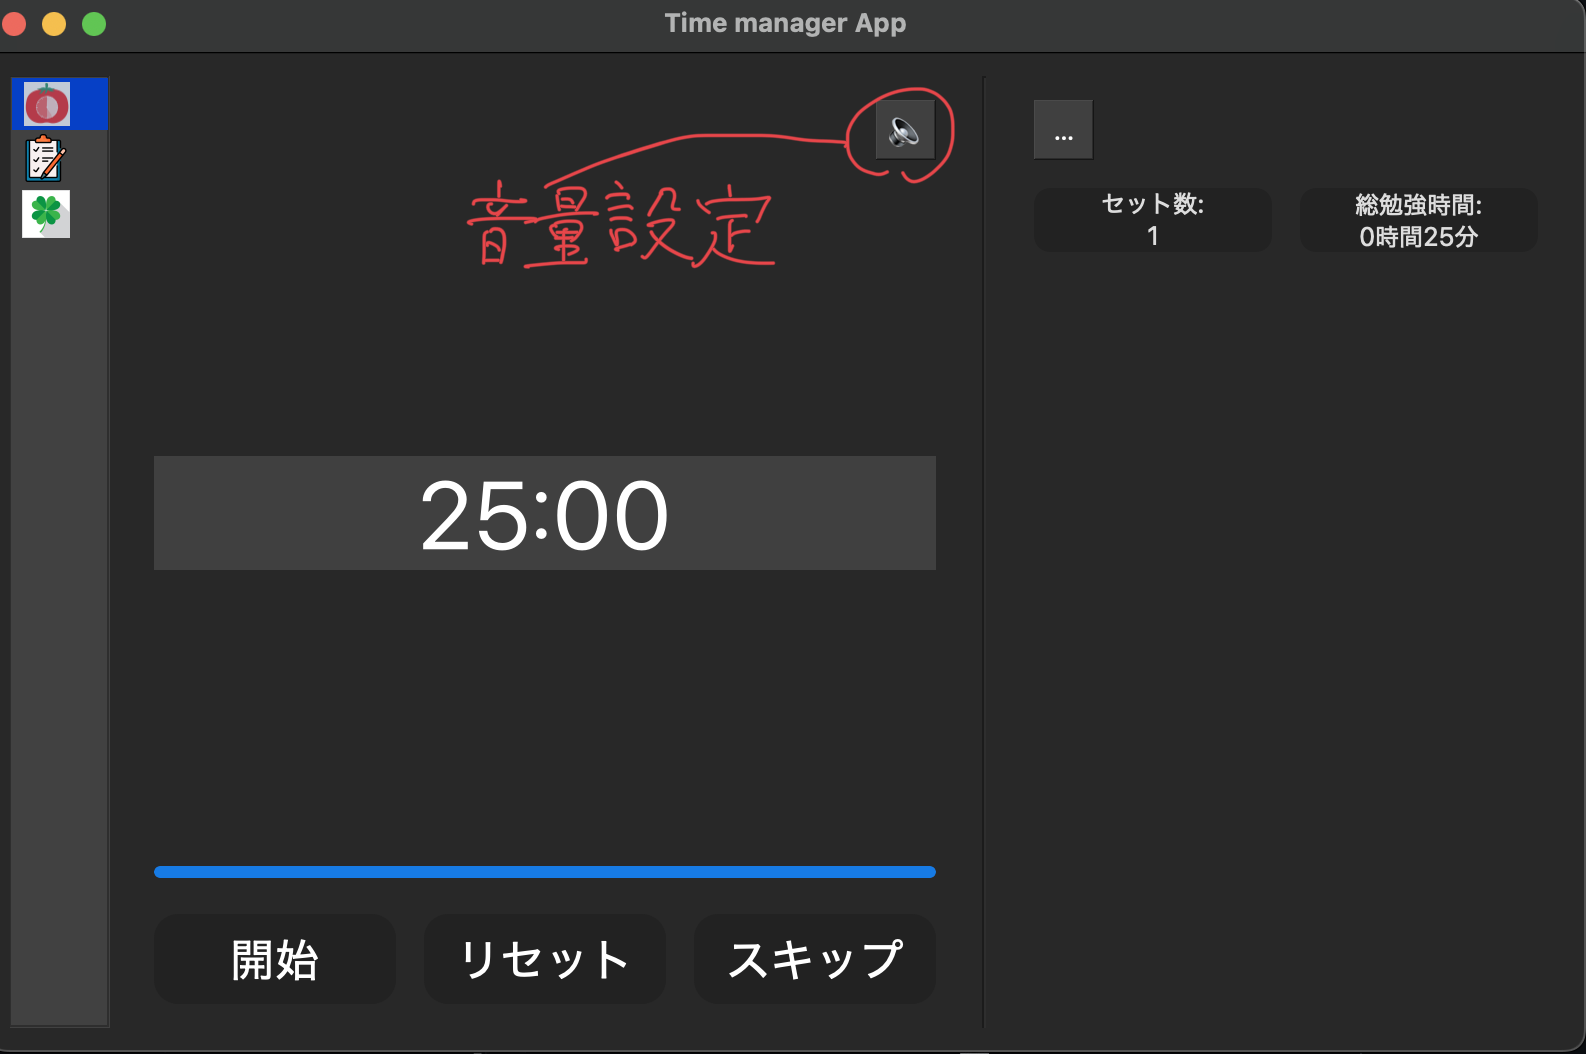 Time manager App
音量設定
...
セット数:
1
総勉強時間:
0時間25分
25:00
開始
リセット
スキップ